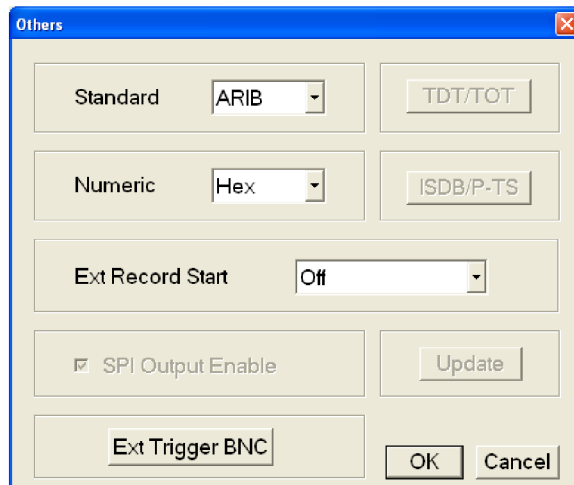 Others
Standard ARIB TDT/TOT
Numeric Hex ISDB/P-TS
Ext Record Start Off
SPI Output Enable Update
Ext Trigger BNC OK Cancel